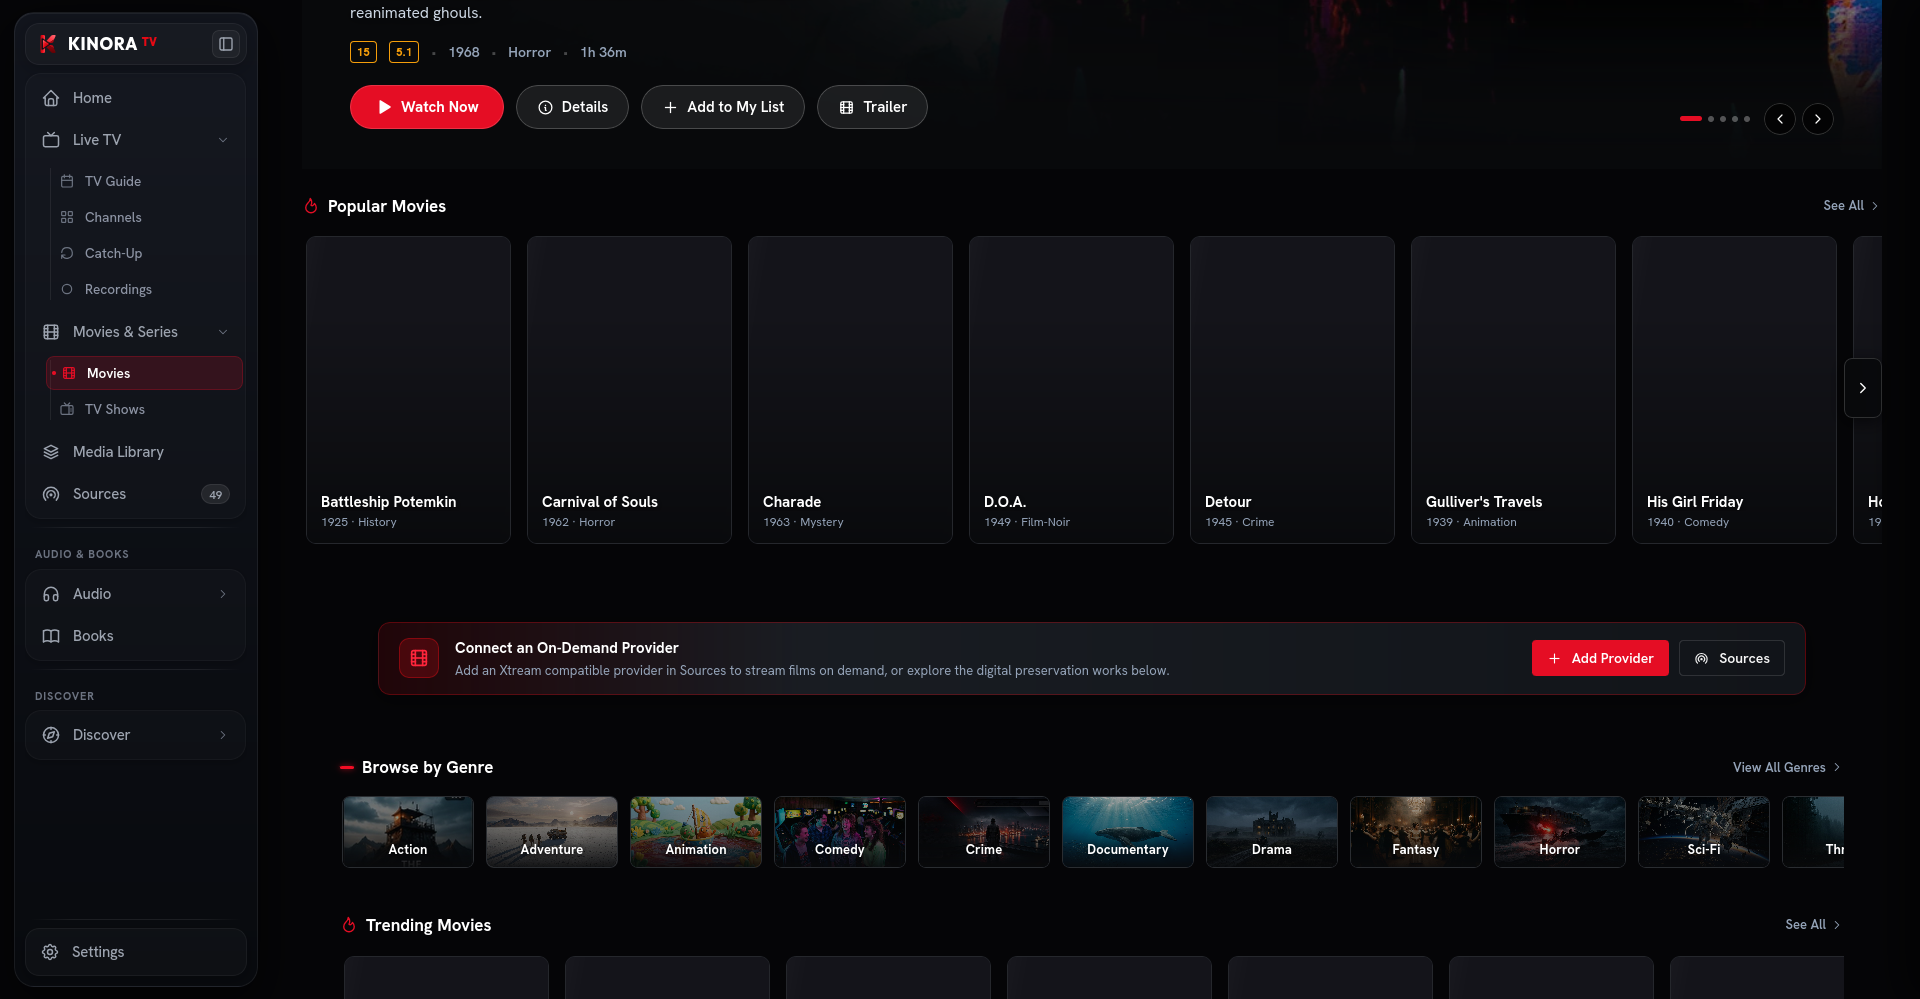 KINORA TV
Home
Live TV
TV Guide
Channels
Catch-Up
Recordings
Movies & Series
Movies
TV Shows
Media Library
Sources 49
AUDIO & BOOKS
Audio
Books
DISCOVER
Discover
Settings
reanimated ghouls.
15 5.1 • 1968 • Horror • 1h 36m
Watch Now Details Add to My List Trailer
Popular Movies See All
Battleship Potemkin
1925 · History
Carnival of Souls
1962 · Horror
Charade
1963 · Mystery
D.O.A.
1949 · Film-Noir
Detour
1945 · Crime
Gulliver's Travels
1939 · Animation
His Girl Friday
1940 · Comedy
Connect an On-Demand Provider
Add an Xtream compatible provider in Sources to stream films on demand, or explore the digital preservation works below.
Add Provider Sources
Browse by Genre View All Genres
Action
Adventure
Animation
Comedy
Crime
Documentary
Drama
Fantasy
Horror
Sci-Fi
Trending Movies See All